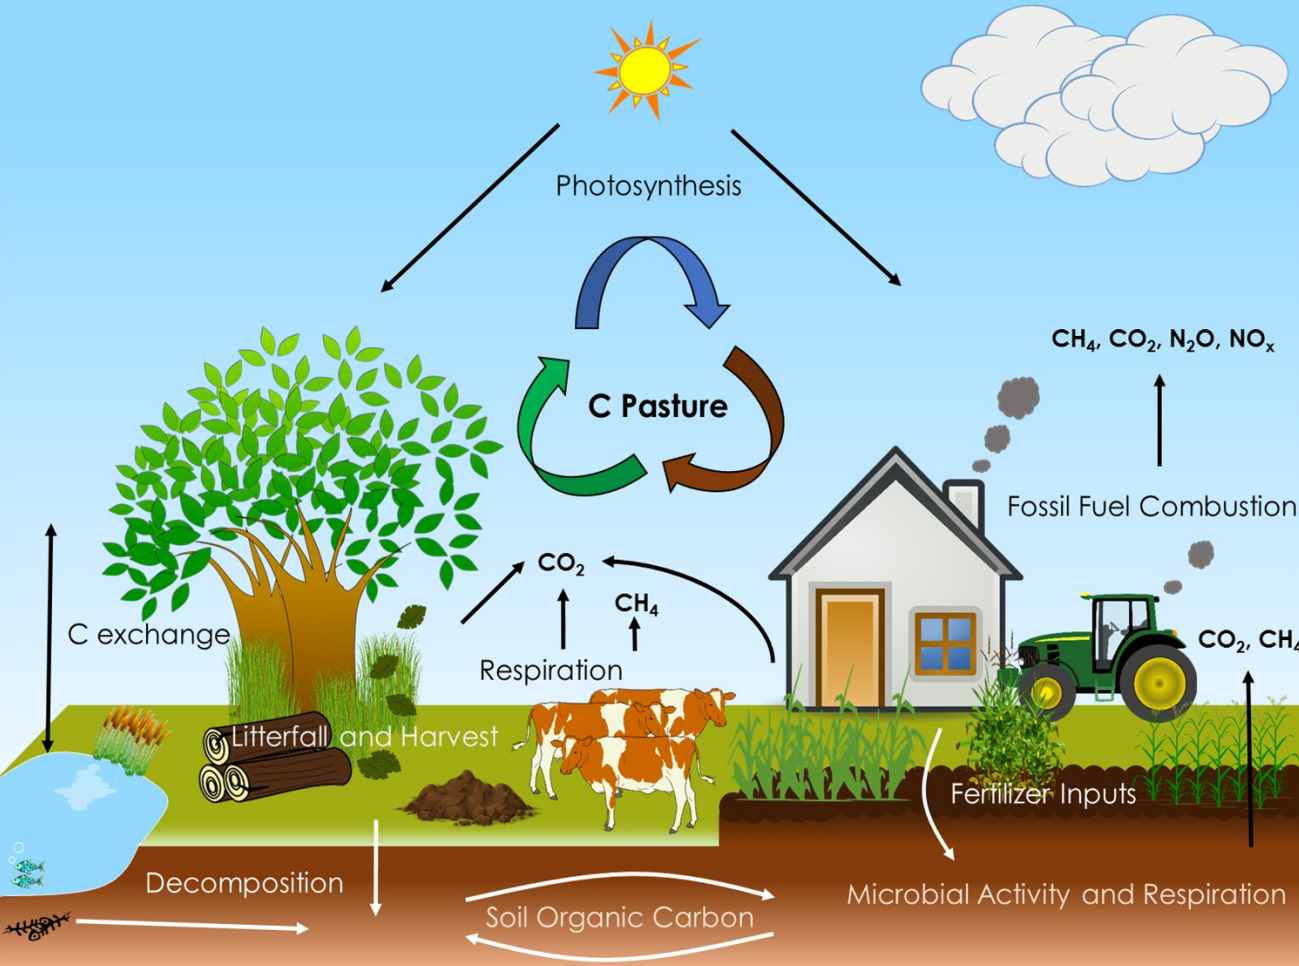 Photosynthesis
CH₄, CO₂, N₂O, NOₓ
C Pasture
Fossil Fuel Combustion
CO₂
CH₄
C exchange
CO₂, CH₄
Respiration
Litterfall and Harvest
Fertilizer Inputs
Decomposition
Microbial Activity and Respiration
Soil Organic Carbon